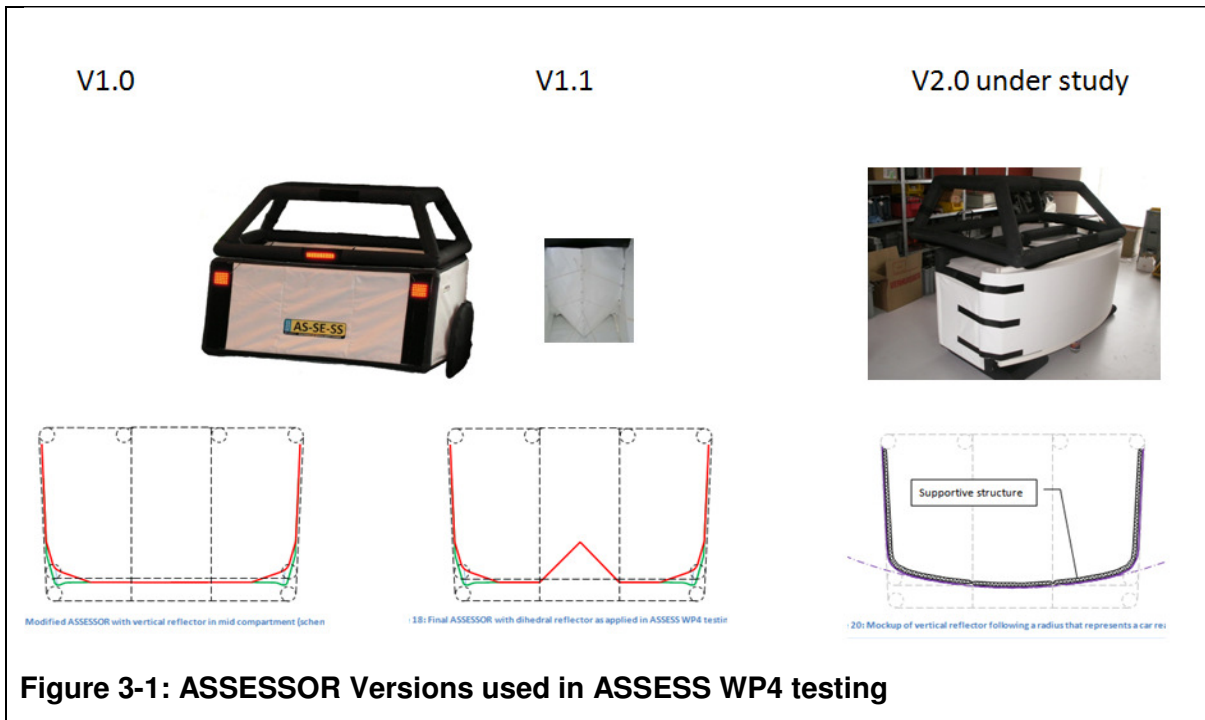 V1.0
V1.1
V2.0 under study
AS-SE-SS
Supportive structure
Modified ASSESSOR with vertical reflector in mid compartment (schen
18: Final ASSESSOR with dihedral reflector as applied in ASSESS WP4 testin
20: Mockup of vertical reflector following a radius that represents a car rea
Figure 3-1: ASSESSOR Versions used in ASSESS WP4 testing